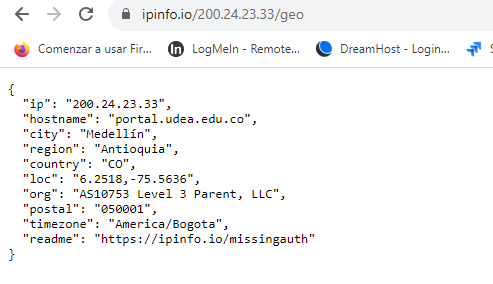 ipinfo.io/200.24.23.33/geo
Comenzar a usar Fir... LogMeIn - Remote... DreamHost - Login...
{
"ip": "200.24.23.33",
"hostname": "portal.udea.edu.co",
"city": "Medellín",
"region": "Antioquia",
"country": "CO",
"loc": "6.2518,-75.5636",
"org": "AS10753 Level 3 Parent, LLC",
"postal": "050001",
"timezone": "America/Bogota",
"readme": "https://ipinfo.io/missingauth"
}